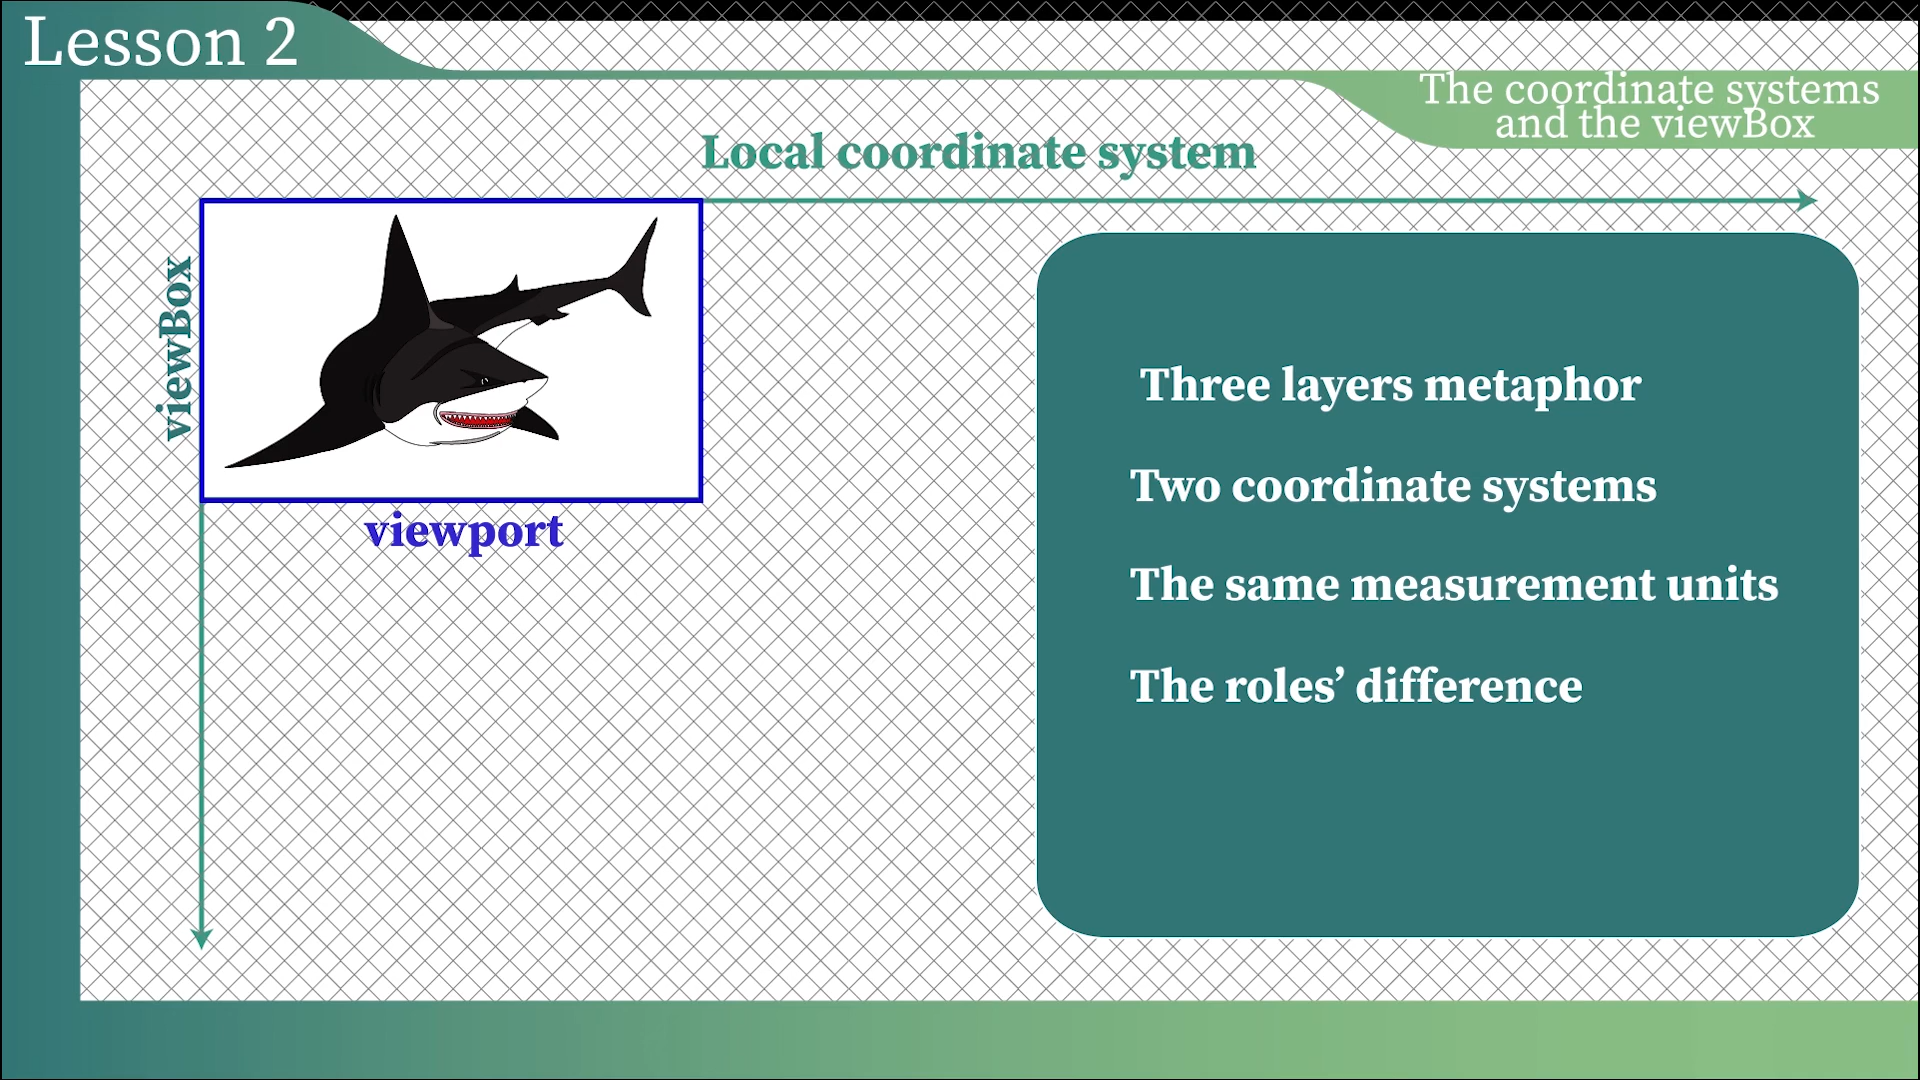 Lesson 2
The coordinate systems
and the viewBox
Local coordinate system
viewBox
viewport
Three layers metaphor
Two coordinate systems
The same measurement units
The roles’ difference